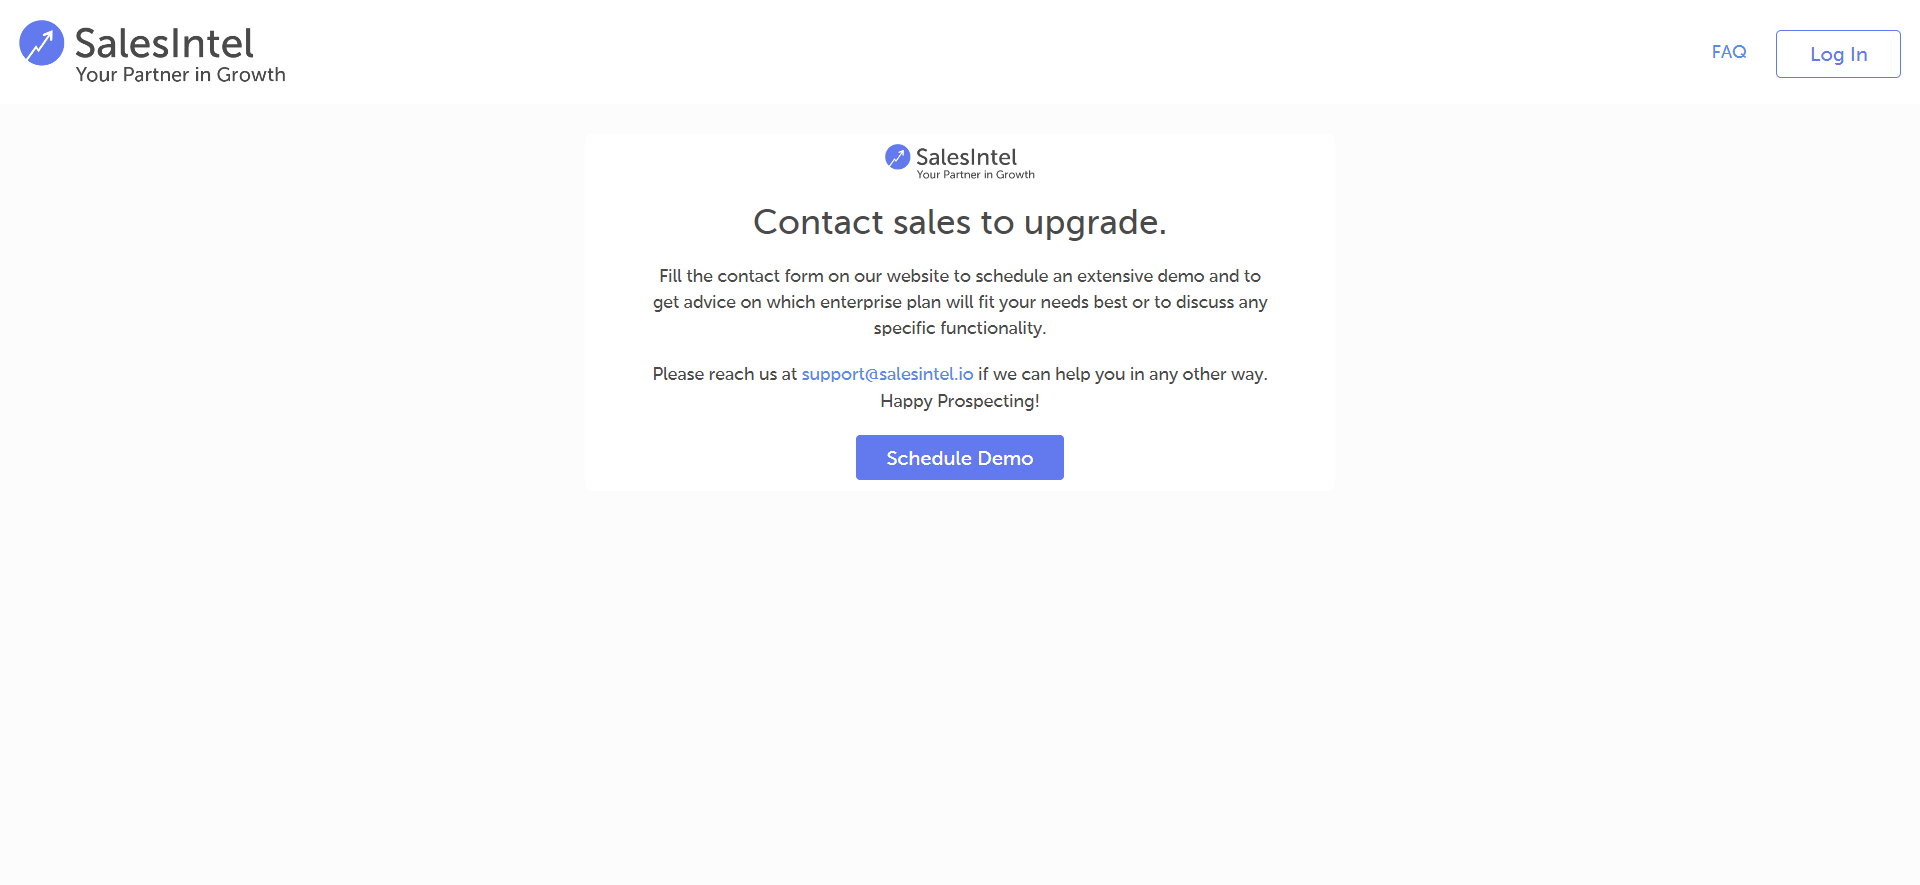 SalesIntel
Your Partner in Growth
FAQ
Log In
SalesIntel
Your Partner in Growth
Contact sales to upgrade.
Fill the contact form on our website to schedule an extensive demo and to
get advice on which enterprise plan will fit your needs best or to discuss any
specific functionality.
Please reach us at support@salesintel.io if we can help you in any other way.
Happy Prospecting!
Schedule Demo